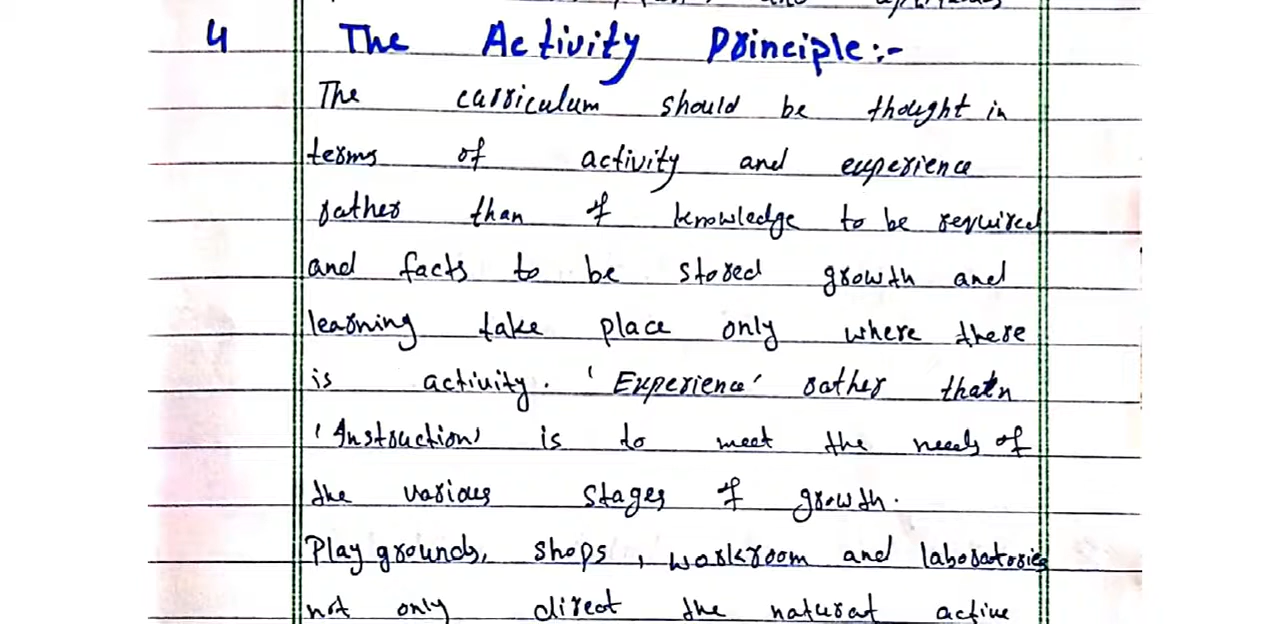 4 The Activity Principle:-
The curriculum should be thought in
terms of activity and experience
rather than of knowledge to be required
and facts to be stored growth and
learning take place only where there
is activity. 'Experience' rather than
'Instruction' is to meet the needs of
the various stages of growth.
Play grounds, shops, workroom and laboratories
not only direct the natural active